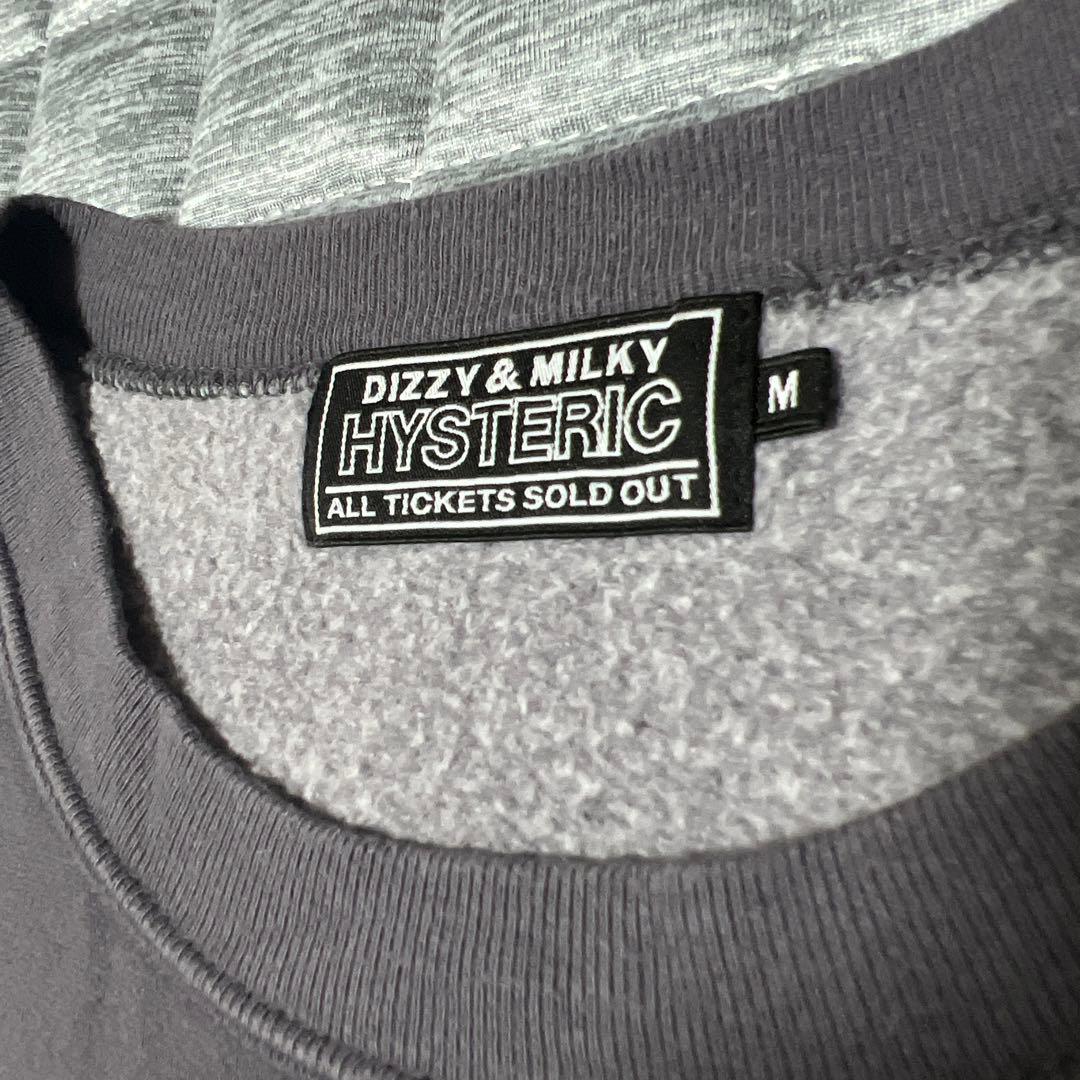 DIZZY & MILKY
HYSTERIC
ALL TICKETS SOLD OUT
M